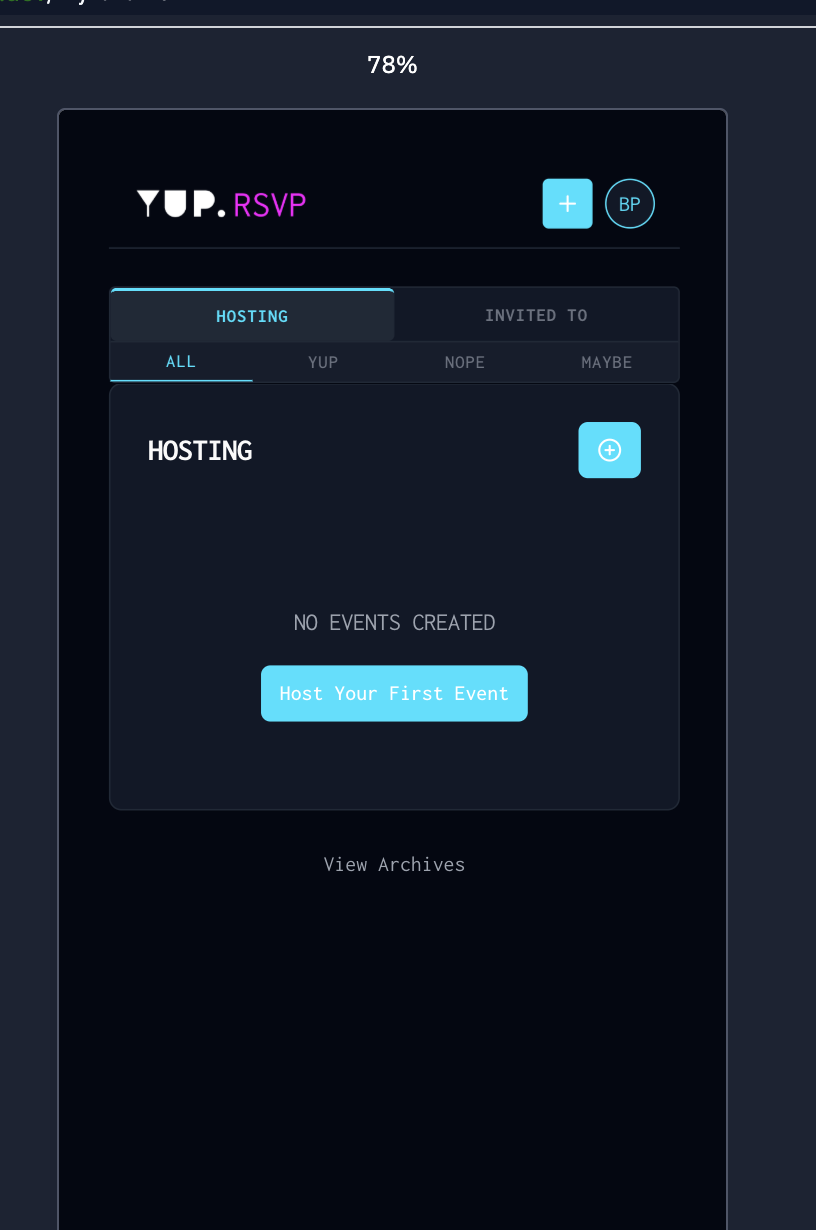 78%
YUP. RSVP
+ BP
HOSTING INVITED TO
ALL YUP NOPE MAYBE
HOSTING
NO EVENTS CREATED
Host Your First Event
View Archives